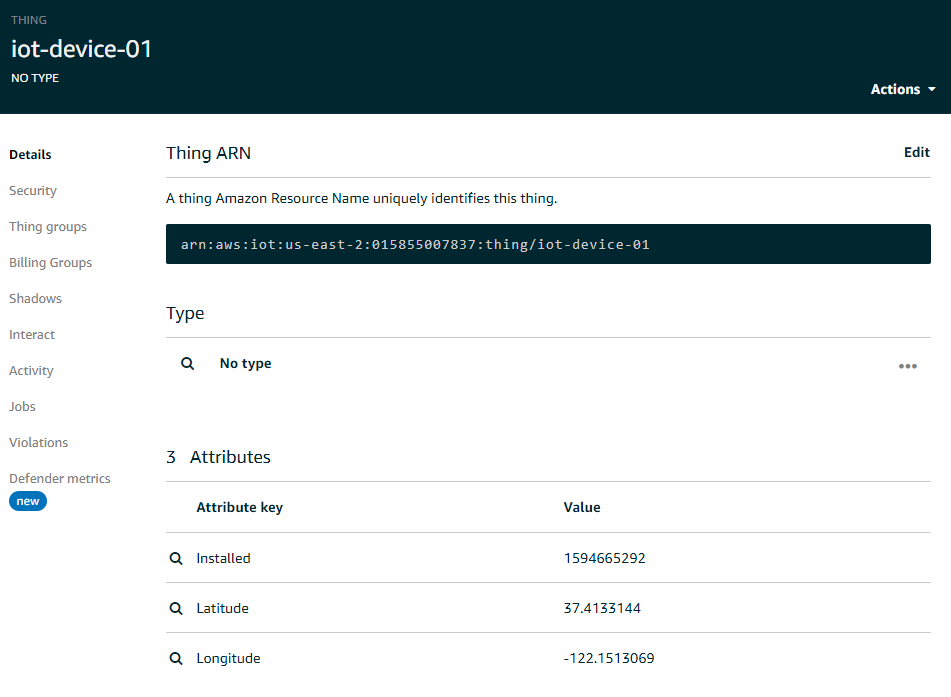 THING
iot-device-01
NO TYPE
Actions
Details
Security
Thing groups
Billing Groups
Shadows
Interact
Activity
Jobs
Violations
Defender metrics
new
Thing ARN
Edit
A thing Amazon Resource Name uniquely identifies this thing.
arn:aws:iot:us-east-2:015855007837:thing/iot-device-01
Type
No type
3 Attributes
Attribute key Value
Installed 1594665292
Latitude 37.4133144
Longitude -122.1513069